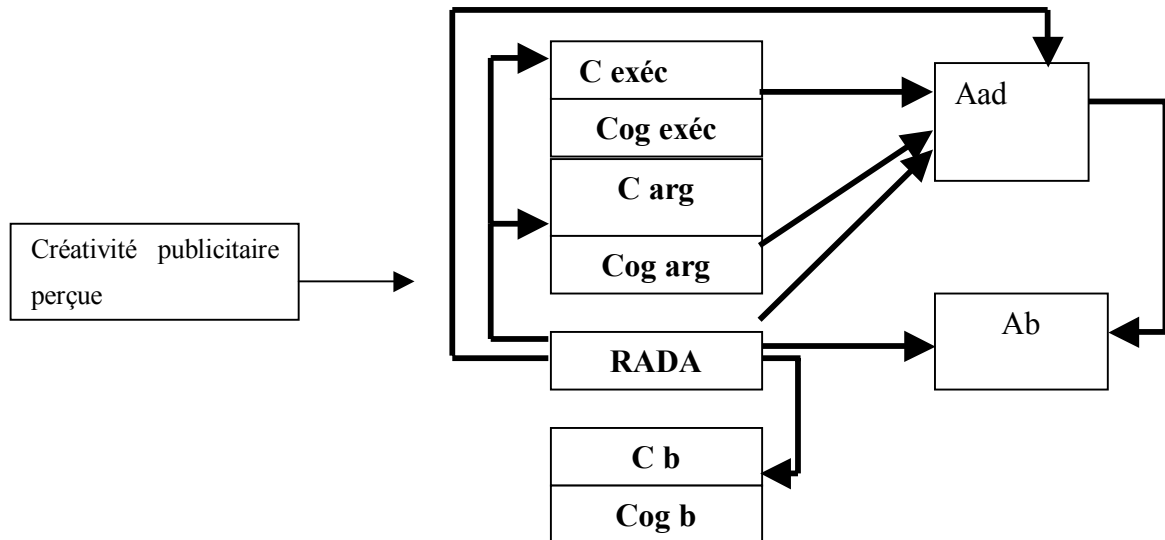 C exéc
Cog exéc
C arg
Cog arg
Créativité publicitaire
perçue
RADA
C b
Cog b
Aad
Ab